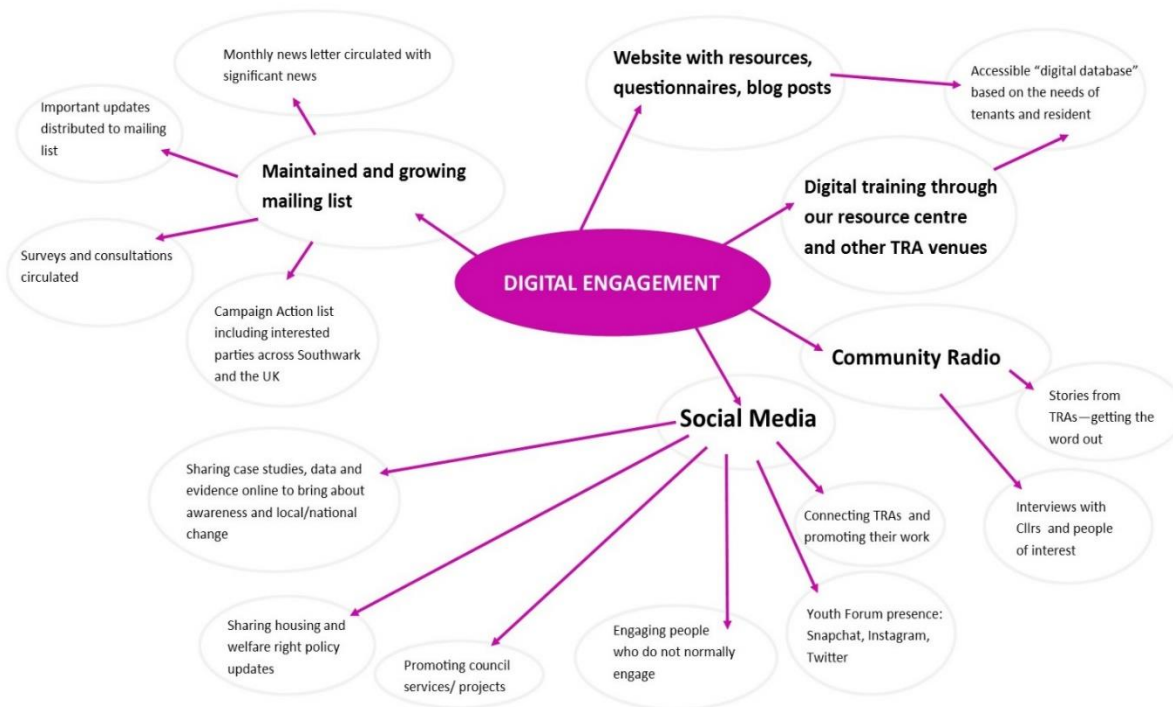 Monthly news letter circulated with
significant news
Important updates
distributed to mailing
list
Maintained and growing
mailing list
Surveys and consultations
circulated
Campaign Action list
including interested
parties across Southwark
and the UK
Website with resources,
questionnaires, blog posts
Accessible “digital database”
based on the needs of
tenants and resident
Digital training through
our resource centre
and other TRA venues
DIGITAL ENGAGEMENT
Community Radio
Stories from
TRAs—getting the
word out
Interviews with
Cllrs and people
of interest
Social Media
Sharing case studies, data and
evidence online to bring about
awareness and local/national
change
Sharing housing and
welfare right policy
updates
Promoting council
services/ projects
Engaging people
who do not normally
engage
Youth Forum presence:
Snapchat, Instagram,
Twitter
Connecting TRAs and
promoting their work